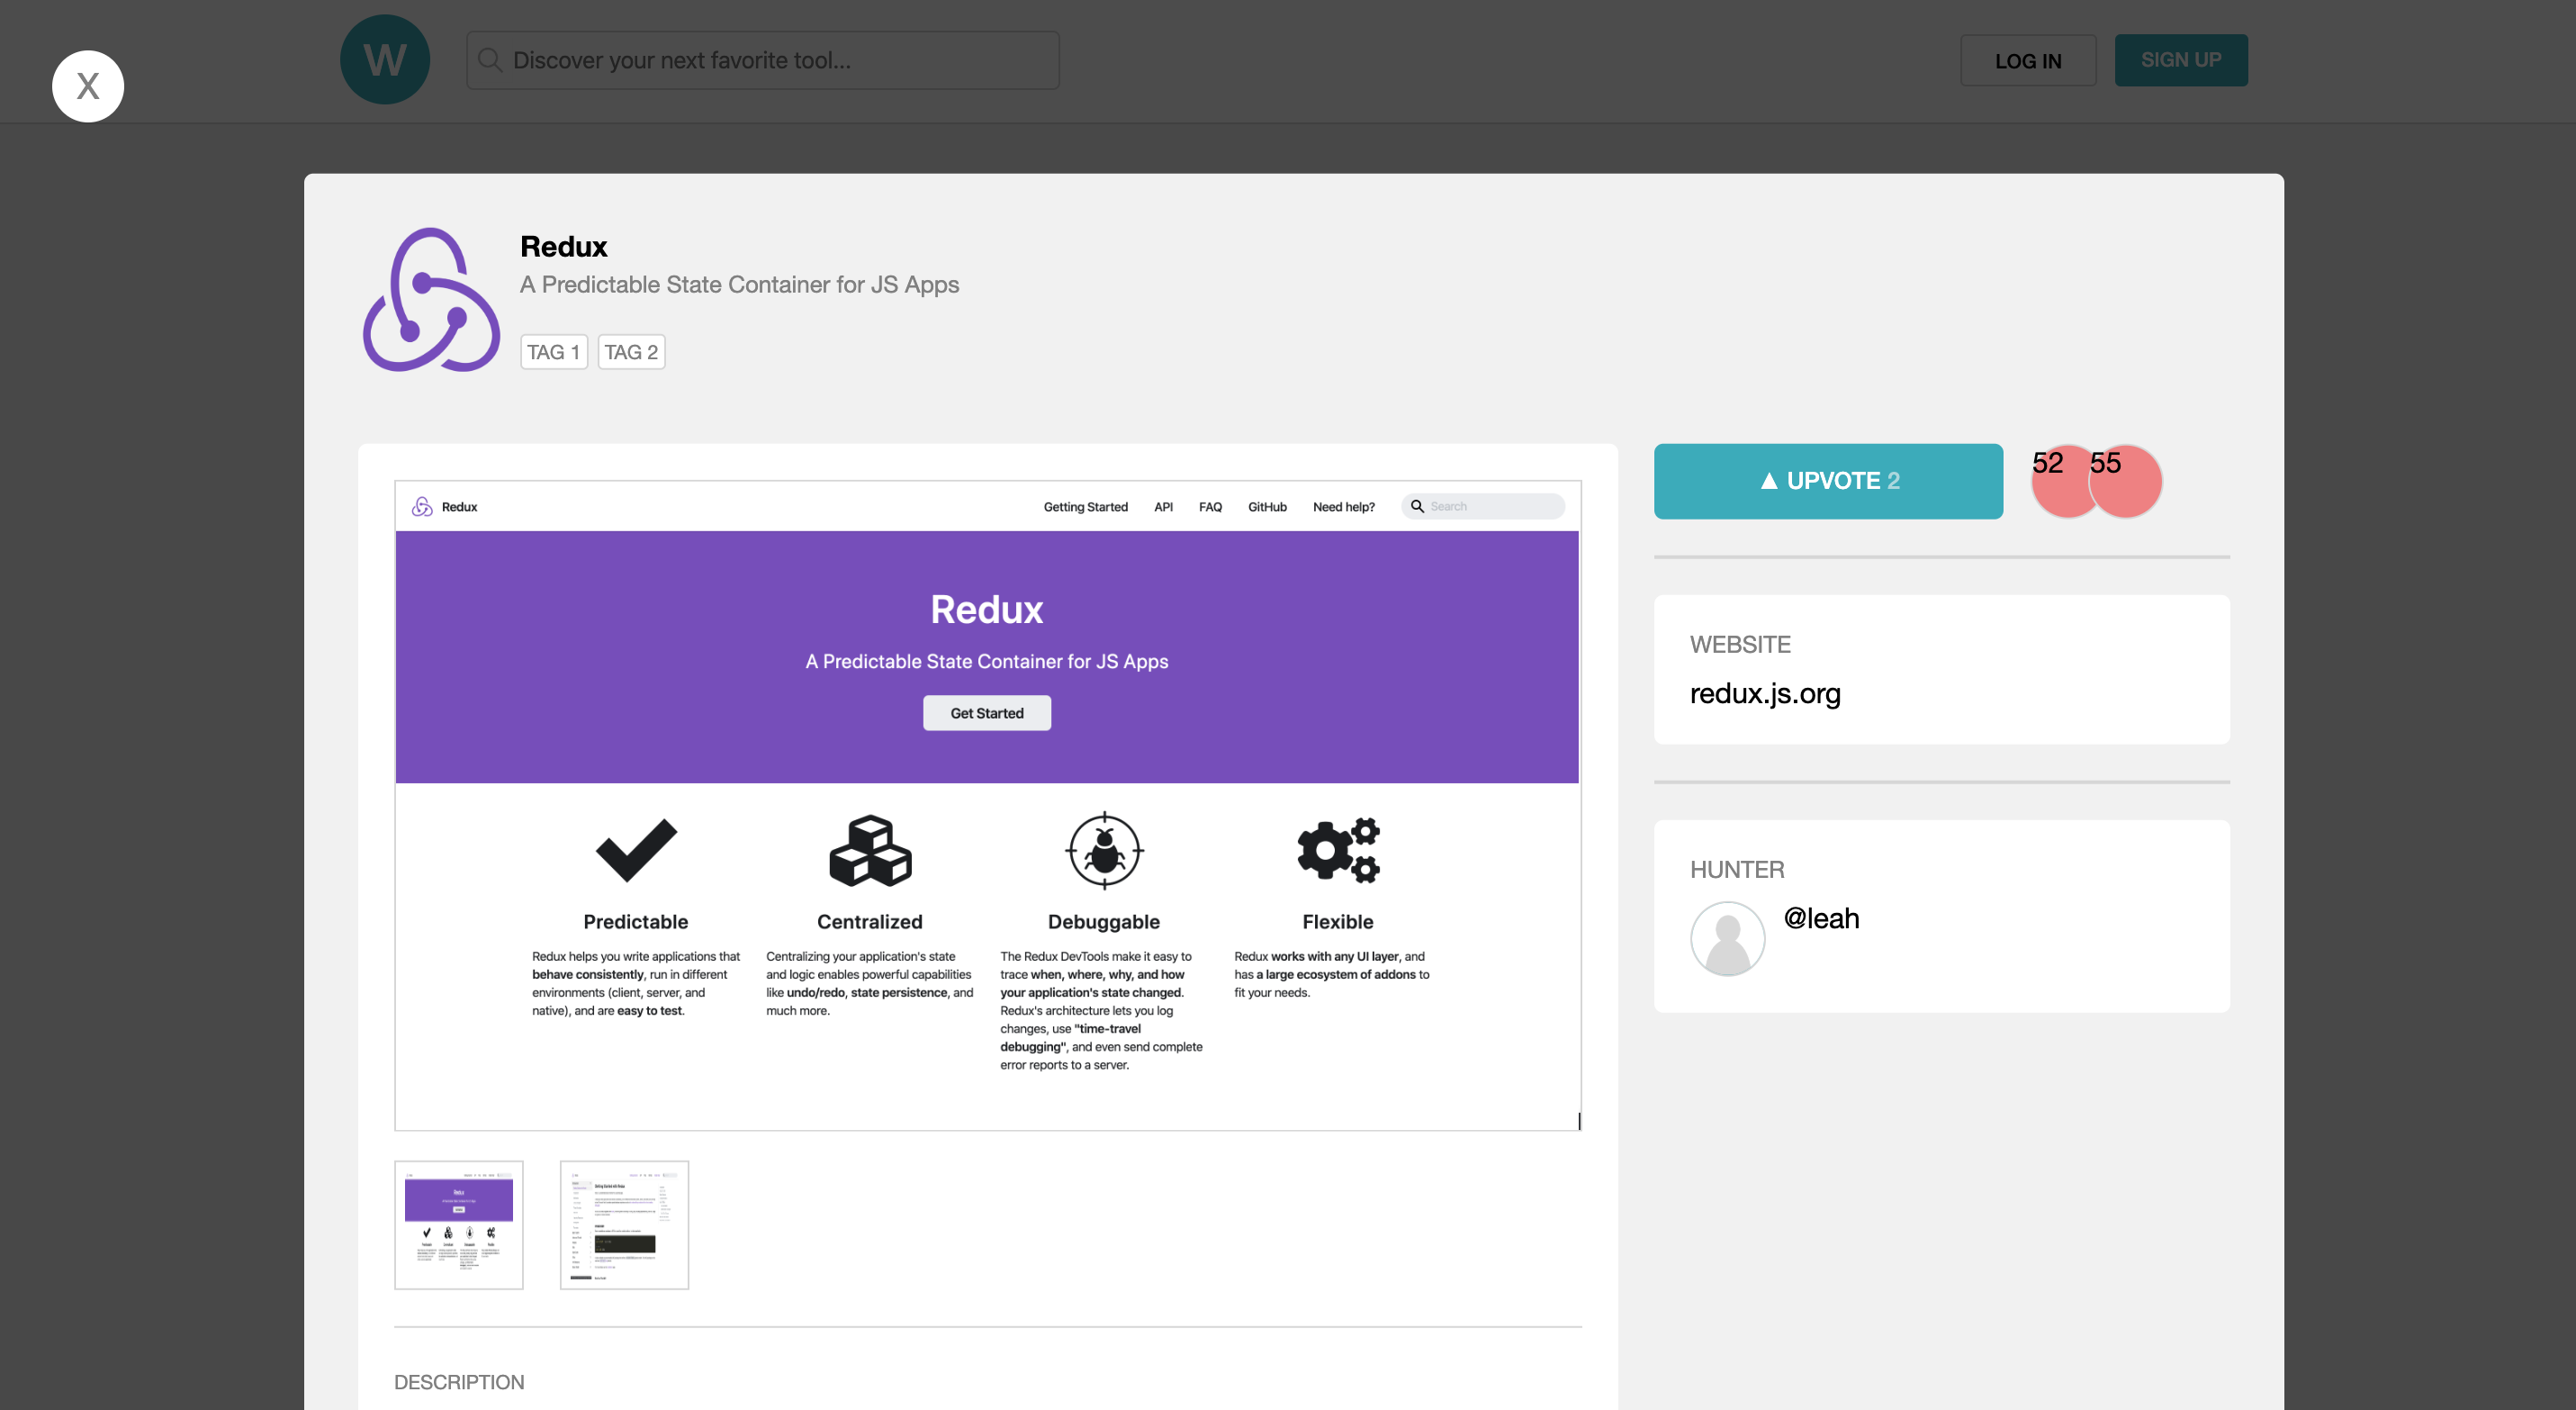 X
W
Discover your next favorite tool...
LOG IN
SIGN UP
Redux
A Predictable State Container for JS Apps
TAG 1
TAG 2
Redux
Getting Started
API
FAQ
GitHub
Need help?
Search
Redux
A Predictable State Container for JS Apps
Get Started
Predictable
Redux helps you write applications that
behave consistently, run in different
environments (client, server, and
native), and are easy to test.
Centralized
Centralizing your application's state
and logic enables powerful capabilities
like undo/redo, state persistence, and
much more.
Debuggable
The Redux DevTools make it easy to
trace when, where, why, and how
your application's state changed.
Redux's architecture lets you log
changes, use "time-travel
debugging", and even send complete
error reports to a server.
Flexible
Redux works with any UI layer, and
has a large ecosystem of addons to
fit your needs.
DESCRIPTION
▲ UPVOTE 2
52
55
WEBSITE
redux.js.org
HUNTER
@leah